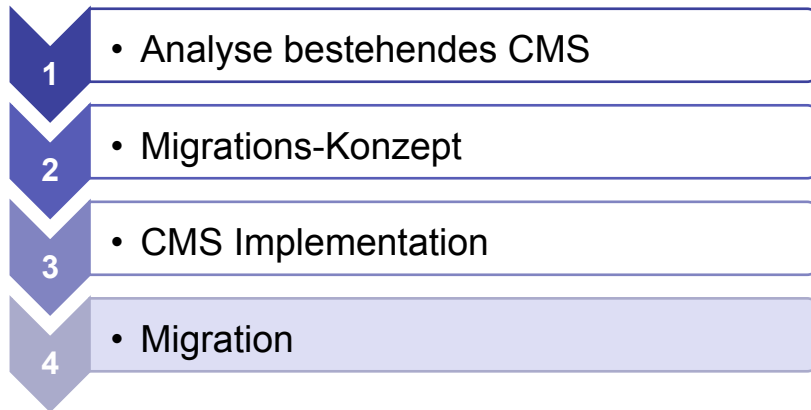 1
• Analyse bestehendes CMS
2
• Migrations-Konzept
3
• CMS Implementation
4
• Migration